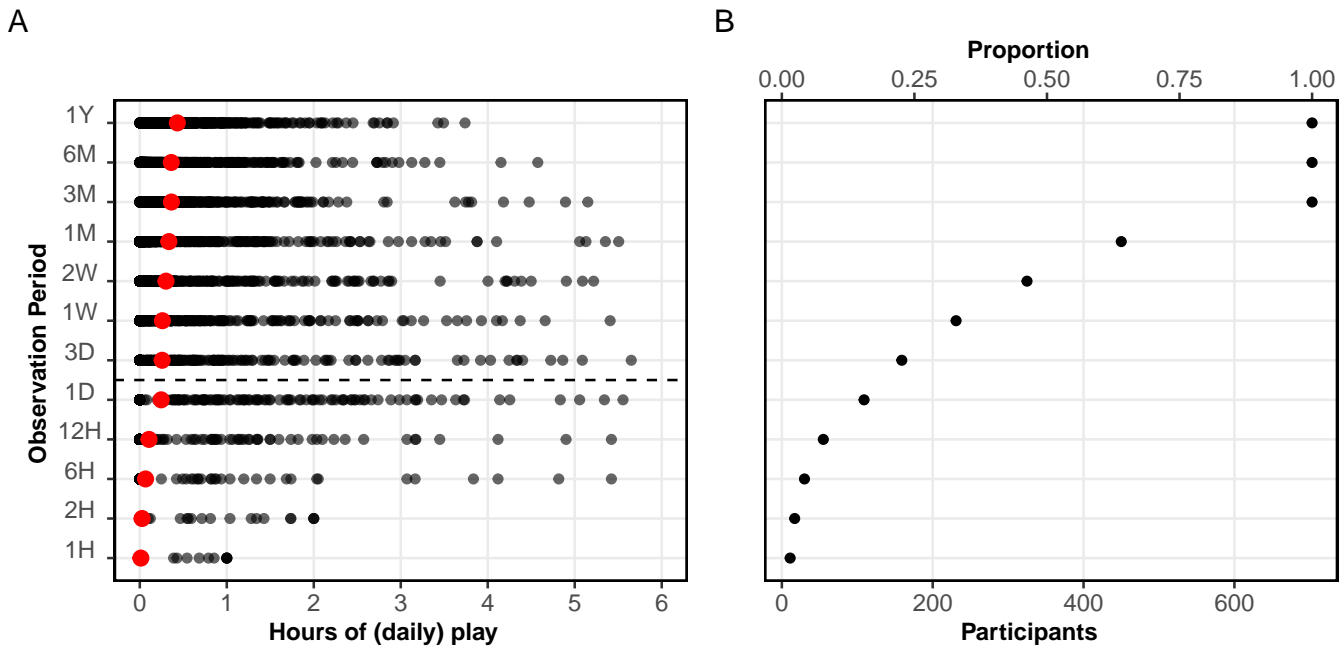 A
B
Proportion
0.00 0.25 0.50 0.75 1.00
Observation Period
1Y
6M
3M
1M
2W
1W
3D
1D
12H
6H
2H
1H
0 1 2 3 4 5 6
Hours of (daily) play
0 200 400 600
Participants